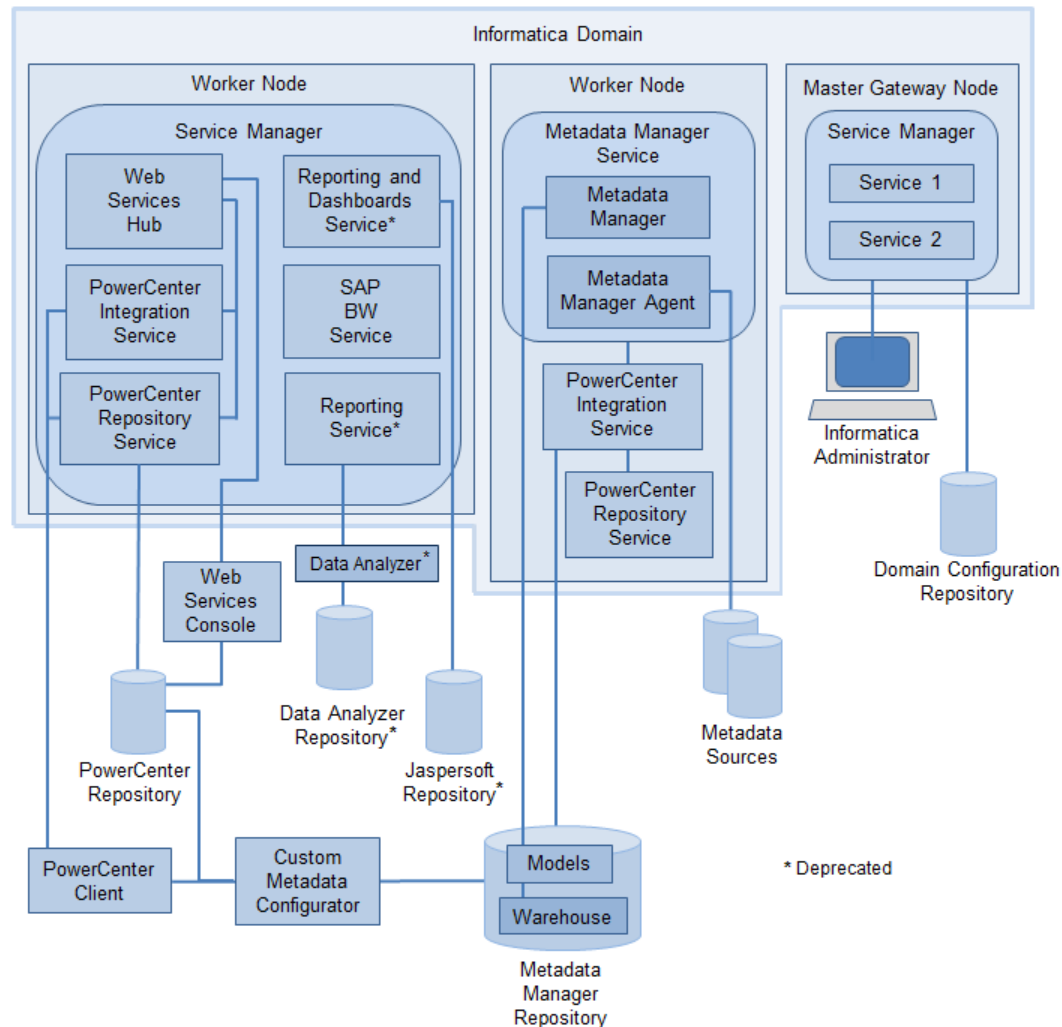 Informatica Domain
Worker Node
Service Manager
Web
Services
Hub
Reporting and
Dashboards
Service*
PowerCenter
Integration
Service
SAP
BW
Service
PowerCenter
Repository
Service
Reporting
Service*
Worker Node
Metadata Manager
Service
Metadata
Manager
Metadata
Manager Agent
PowerCenter
Integration
Service
PowerCenter
Repository
Service
Master Gateway Node
Service Manager
Service 1
Service 2
Informatica
Administrator
Domain Configuration
Repository
Data Analyzer*
Web
Services
Console
Data Analyzer
Repository*
PowerCenter
Repository
Jaspersoft
Repository*
Metadata
Sources
PowerCenter
Client
Custom
Metadata
Configurator
Models
Warehouse
* Deprecated
Metadata
Manager
Repository